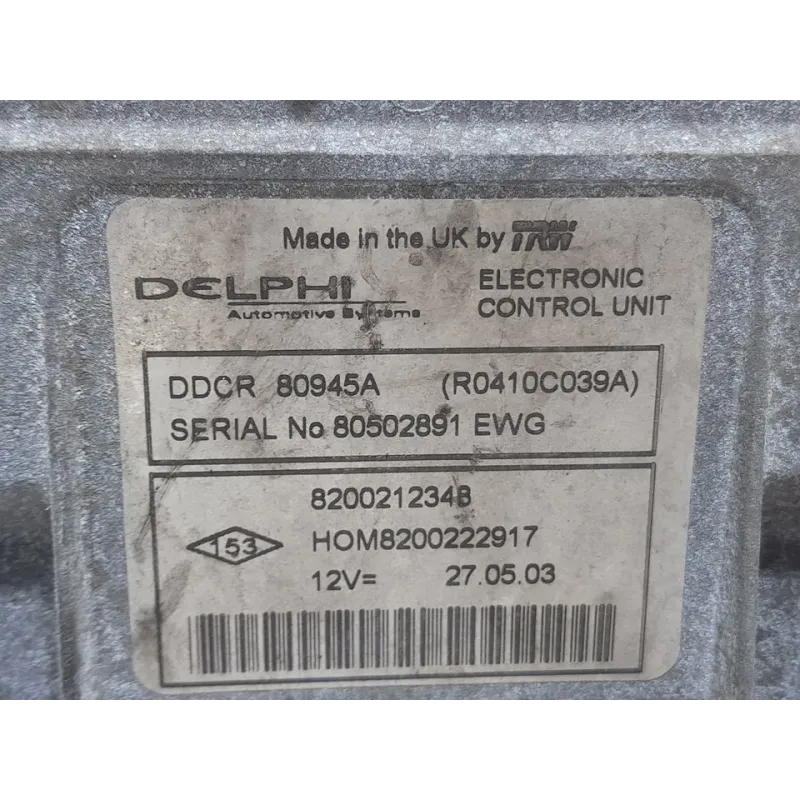 Made in the UK by TRW
DELPHI
Automotive Systems
ELECTRONIC
CONTROL UNIT
DDCR 80945A (R0410C039A)
SERIAL No 80502891 EWG
8200212348
153 HOM8200222917
12V= 27.05.03